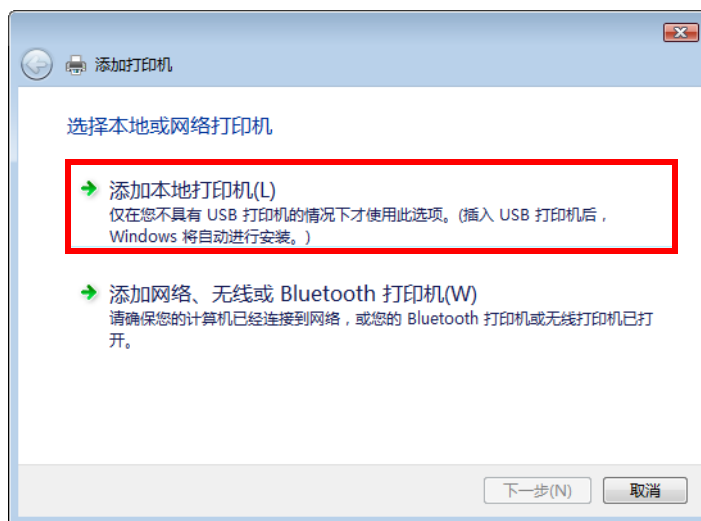 添加打印机
选择本地或网络打印机
添加本地打印机(L)
仅在您不具有 USB 打印机的情况下才使用此选项。(插入 USB 打印机后，
Windows 将自动进行安装。)
添加网络、无线或 Bluetooth 打印机(W)
请确保您的计算机已经连接到网络，或您的 Bluetooth 打印机或无线打印机已打
开。
下一步(N)
取消